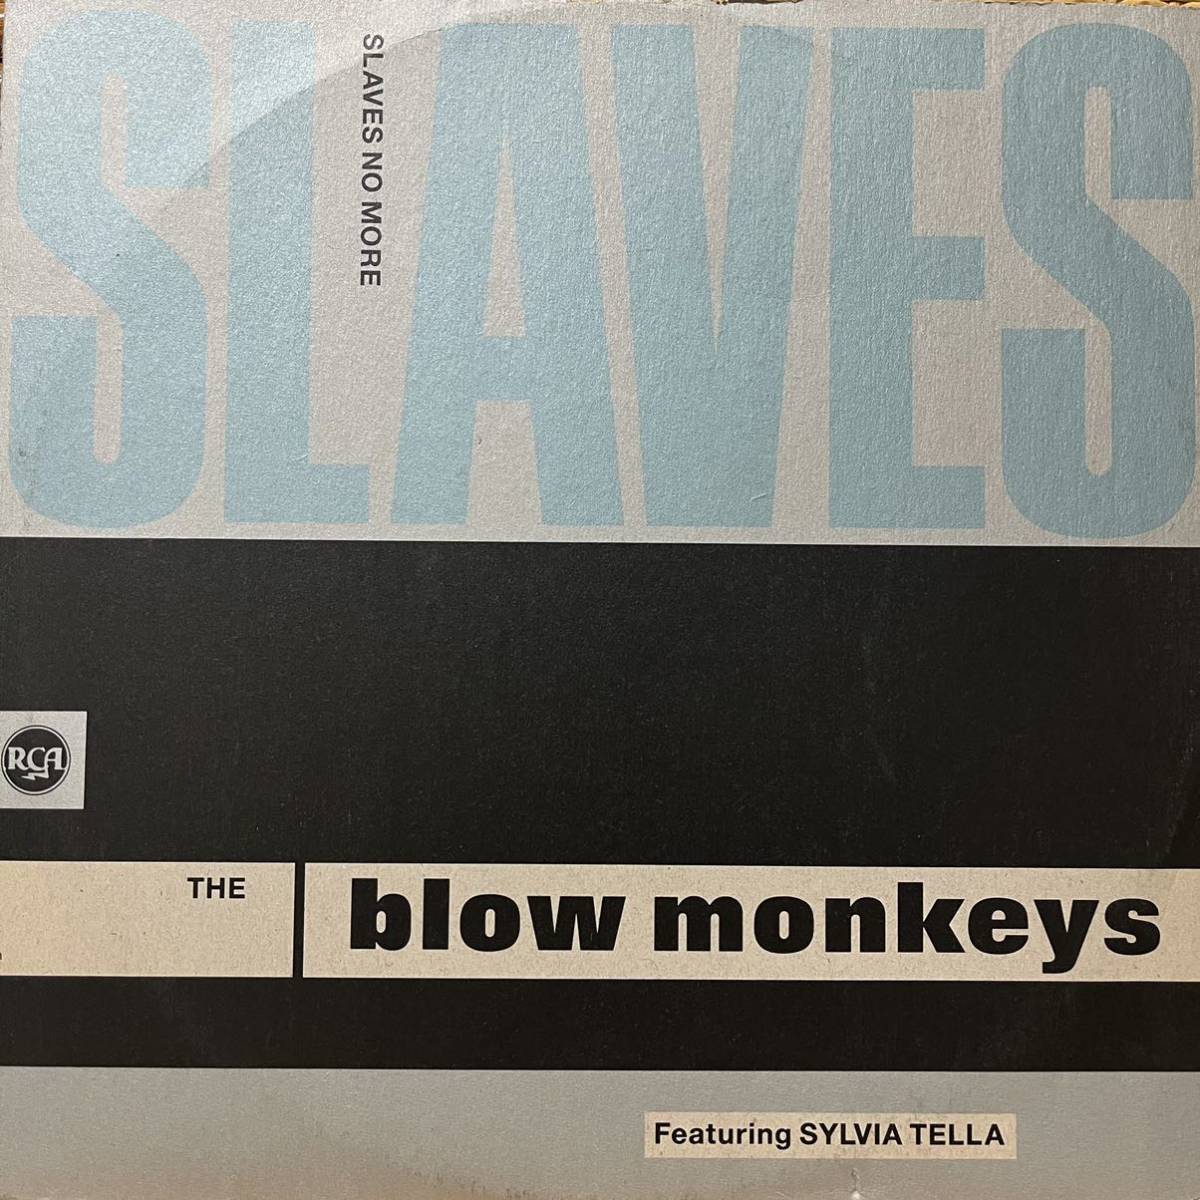 SLAVES
SLAVES NO MORE
RCA
THE
blow monkeys
Featuring SYLVIA TELLA